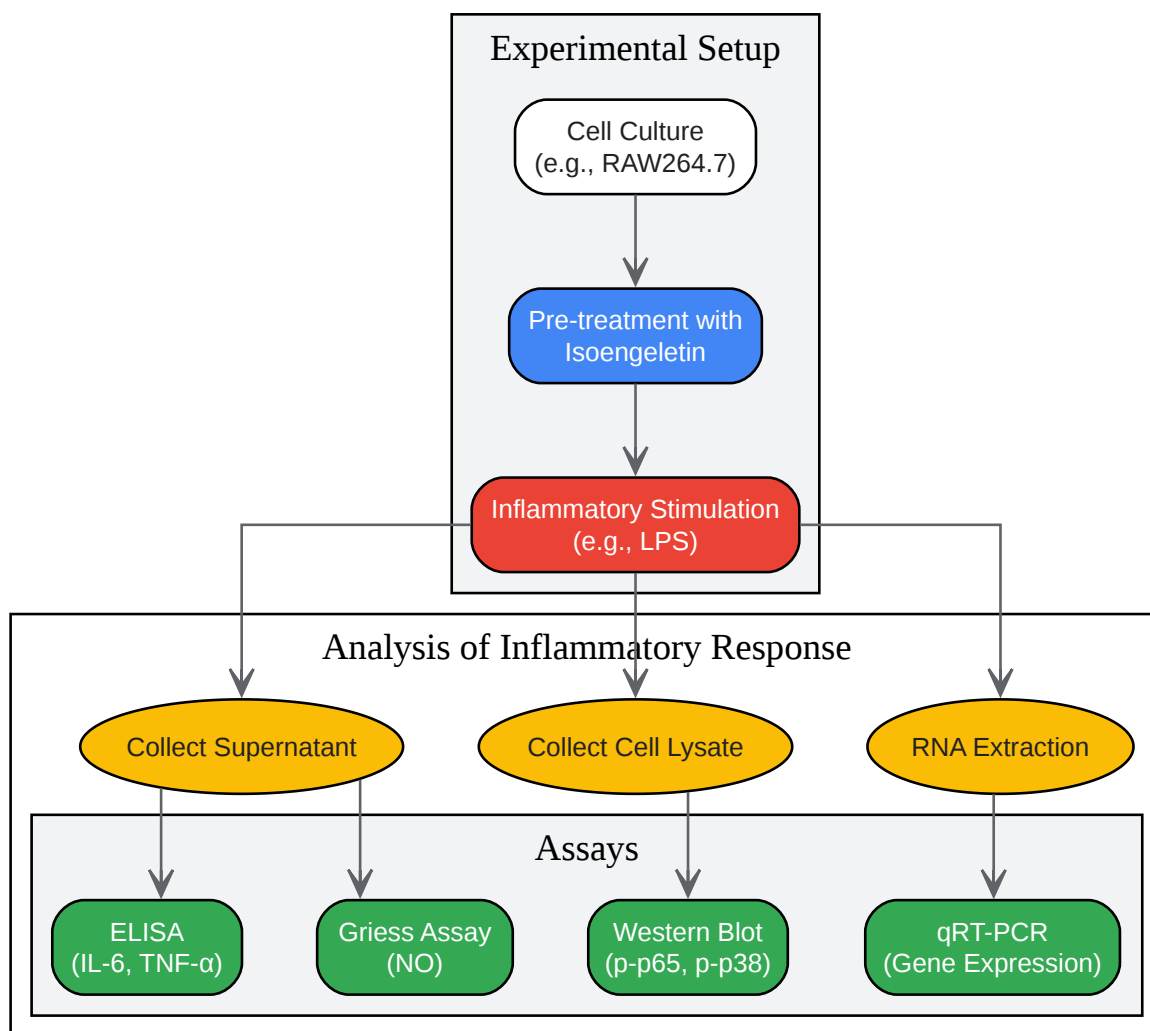 Experimental Setup
Cell Culture
(e.g., RAW264.7)
Pre-treatment with
Isoengeletin
Inflammatory Stimulation
(e.g., LPS)
Analysis of Inflammatory Response
Collect Supernatant
Collect Cell Lysate
RNA Extraction
Assays
ELISA
(IL-6, TNF-α)
Griess Assay
(NO)
Western Blot
(p-p65, p-p38)
qRT-PCR
(Gene Expression)